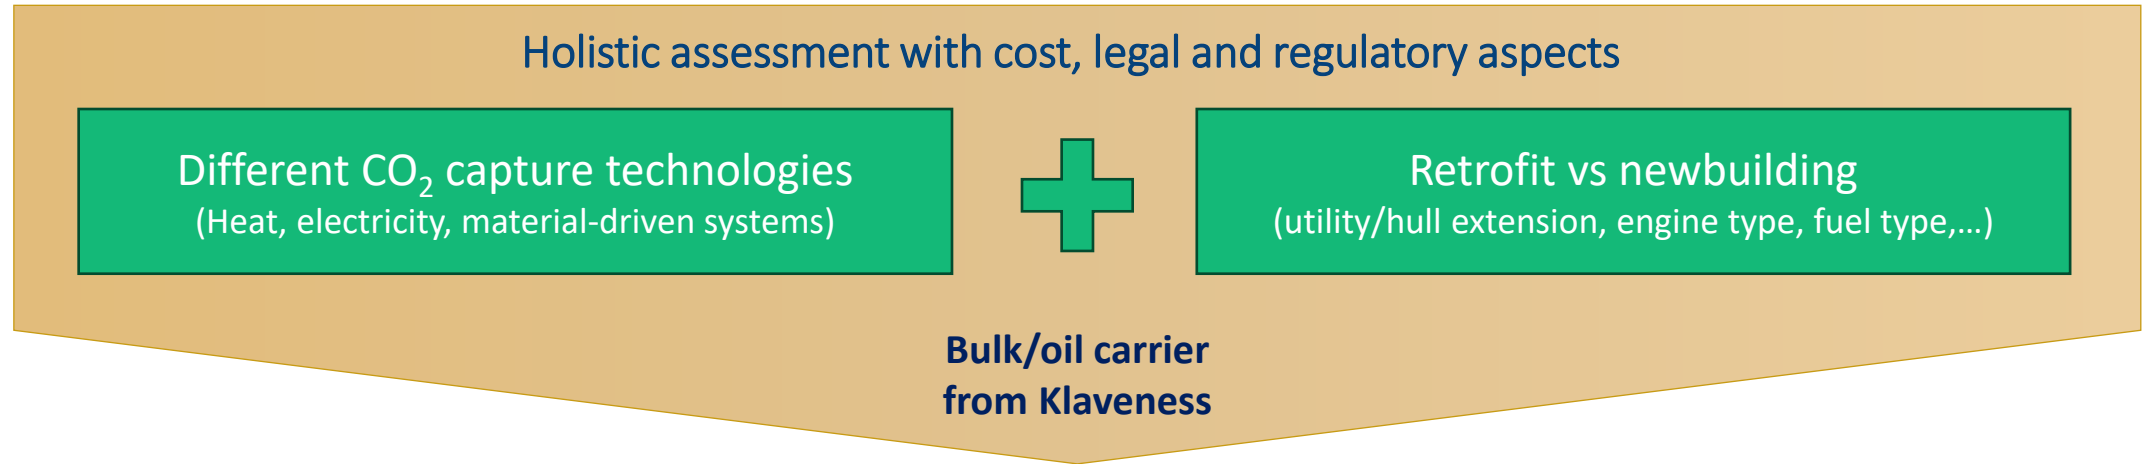 Holistic assessment with cost, legal and regulatory aspects
Different CO₂ capture technologies
(Heat, electricity, material-driven systems)
Retrofit vs newbuilding
(utility/hull extension, engine type, fuel type,…)
Bulk/oil carrier
from Klaveness